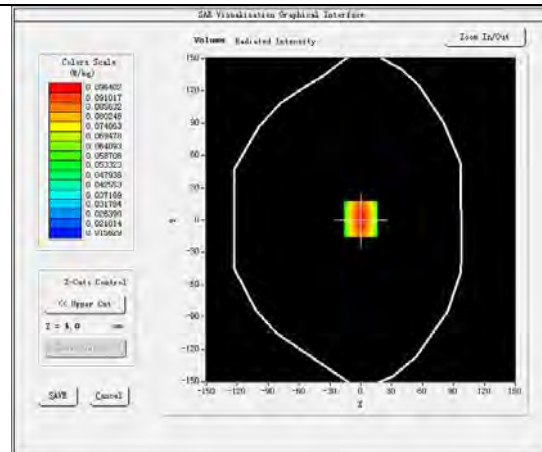 SAR Visualisation Graphical Interface
Volume Radiated Intensity
Zoom In/Out
Colors Scale
(W/kg)
0.096402
0.091017
0.085632
0.080248
0.074863
0.069478
0.064093
0.058708
0.053323
0.047938
0.042553
0.037169
0.031784
0.026399
0.021014
0.015629
Z-Cuts Control
<< Upper Cut
Z = 4.0 mm
SAVE
Cancel
150
120
90
60
30
0
-30
-60
-90
-120
-150
Y
-150 -120 -90 -60 -30 0 30 60 90 120 150
X